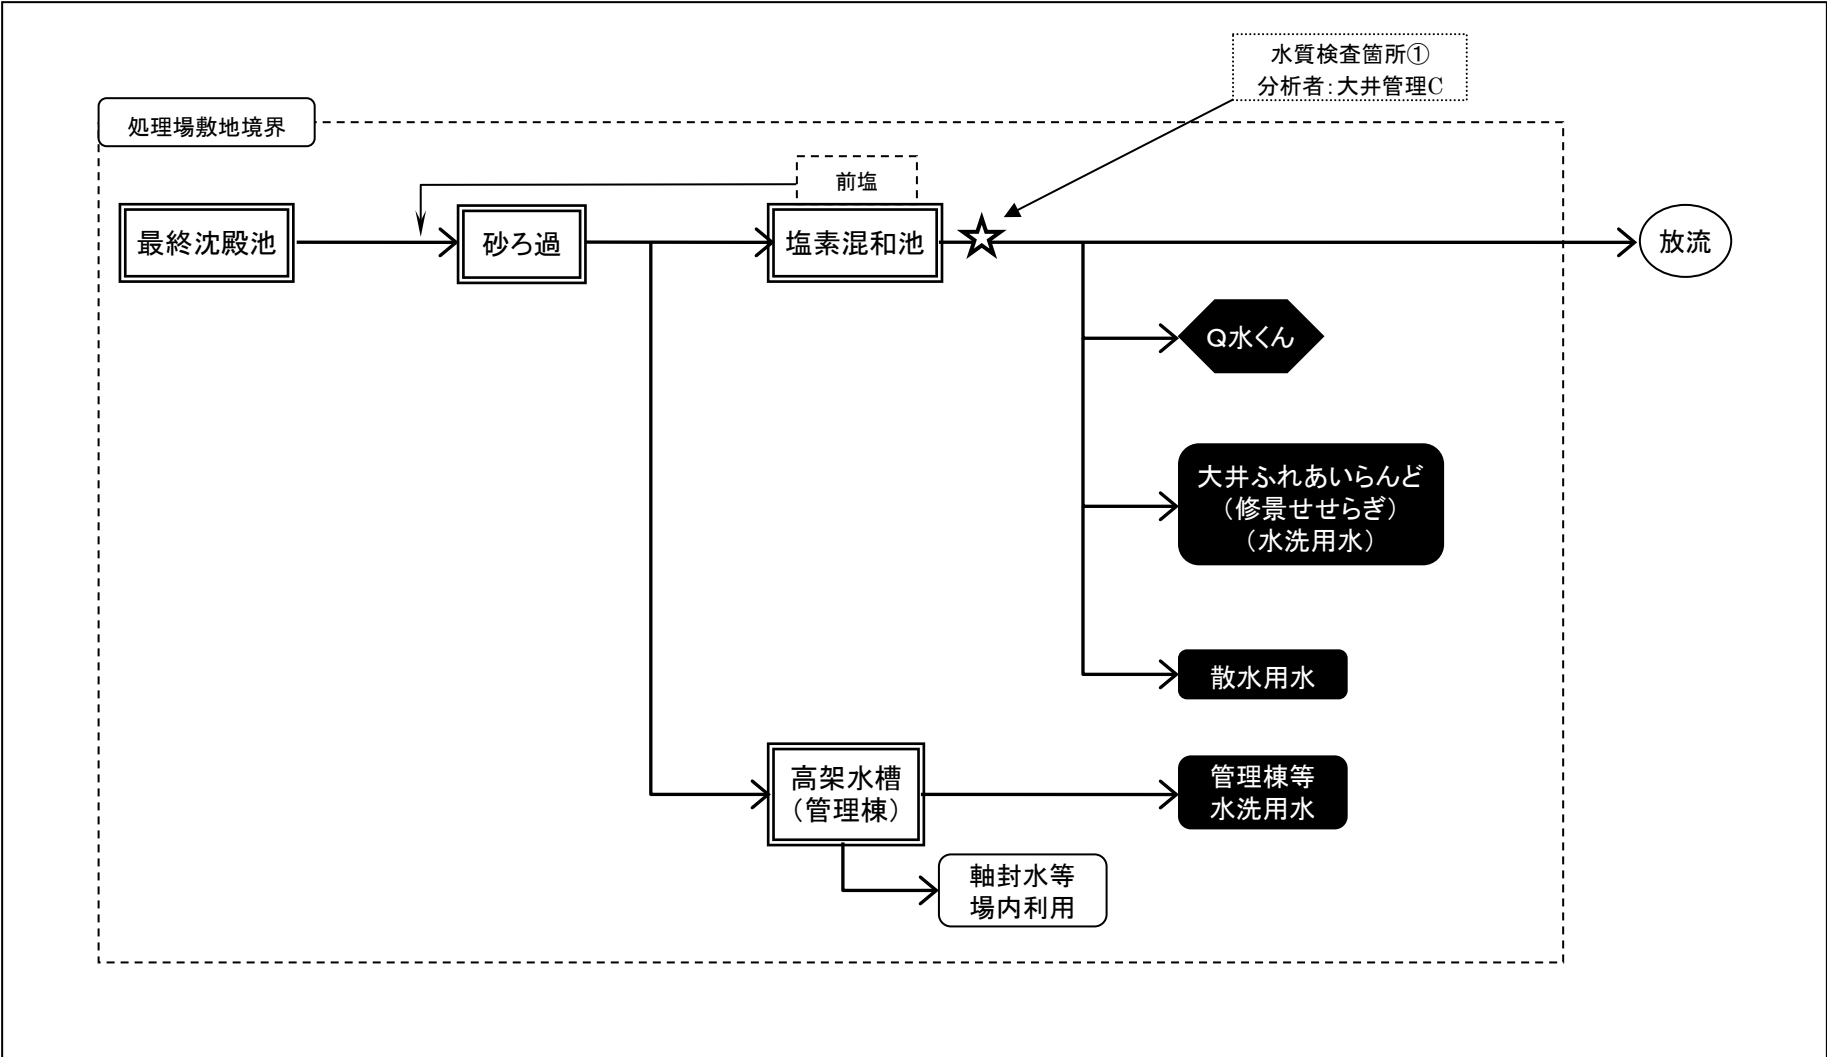 水質検査箇所①
分析者：大井管理C
処理場敷地境界
前塩
最終沈殿池
砂ろ過
塩素混和池
放流
Q水くん
大井ふれあいらんど
（修景せせらぎ）
（水洗用水）
散水用水
高架水槽
（管理棟）
管理棟等
水洗用水
軸封水等
場内利用